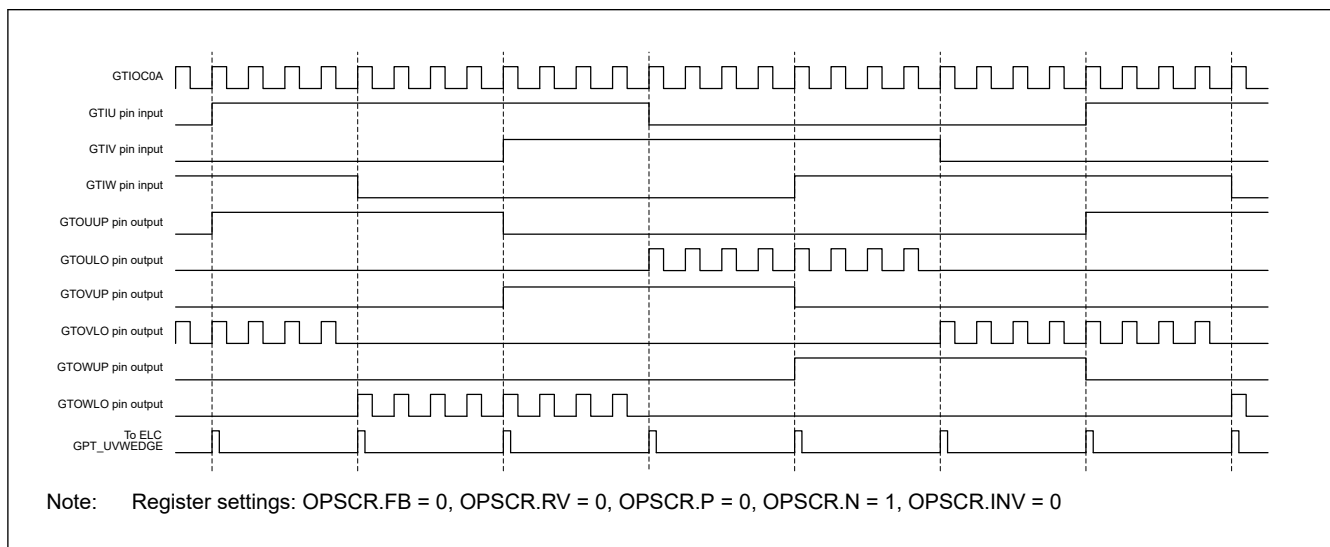 GTIOC0A
GTIU pin input
GTIV pin input
GTIW pin input
GTOUUP pin output
GTOULO pin output
GTOVUP pin output
GTOVLO pin output
GTOWUP pin output
GTOWLO pin output
To ELC
GPT_UVWEDGE
Note: Register settings: OPSCR.FB = 0, OPSCR.RV = 0, OPSCR.P = 0, OPSCR.N = 1, OPSCR.INV = 0